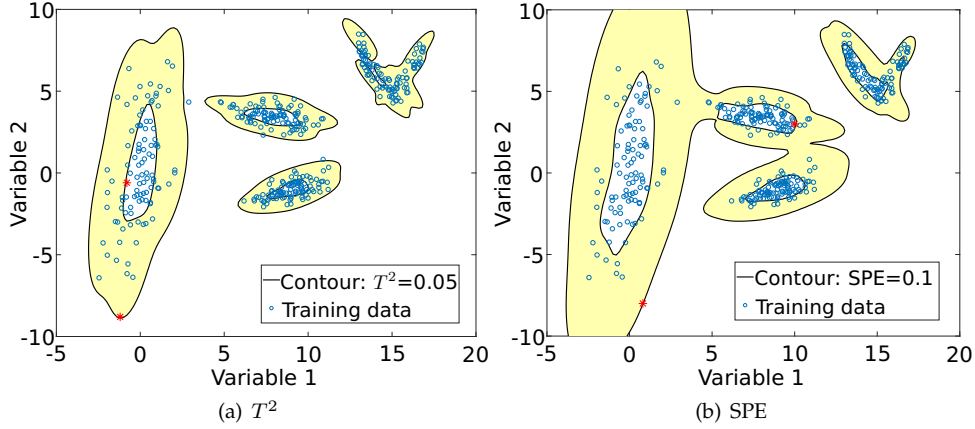 10
5
0
-5
-10
-5
0
5
10
15
20
Variable 2
Variable 1
Contour: T²=0.05
Training data
(a) T²
10
5
0
-5
-10
-5
0
5
10
15
20
Variable 2
Variable 1
Contour: SPE=0.1
Training data
(b) SPE